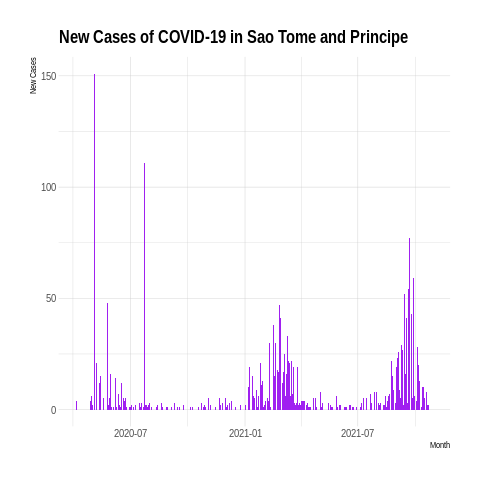 New Cases of COVID-19 in Sao Tome and Principe
New Cases
150
100
50
0
2020-07
2021-01
2021-07
Month